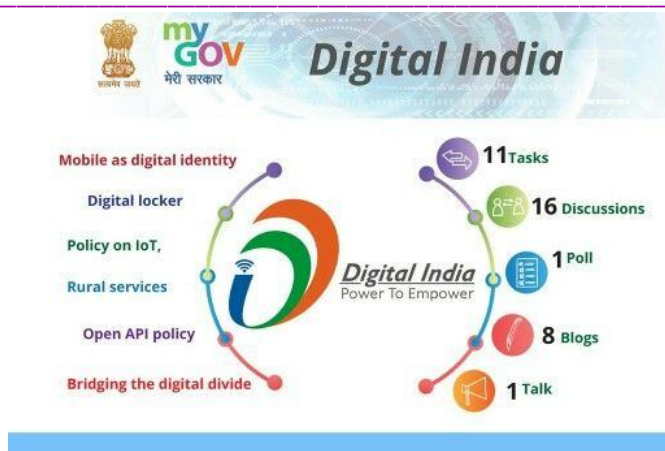 my
GOV
मेरी सरकार
सत्यमेव जयते
Digital India
Mobile as digital identity
Digital locker
Policy on IoT,
Rural services
Open API policy
Bridging the digital divide
Digital India
Power To Empower
11 Tasks
16 Discussions
1 Poll
8 Blogs
1 Talk